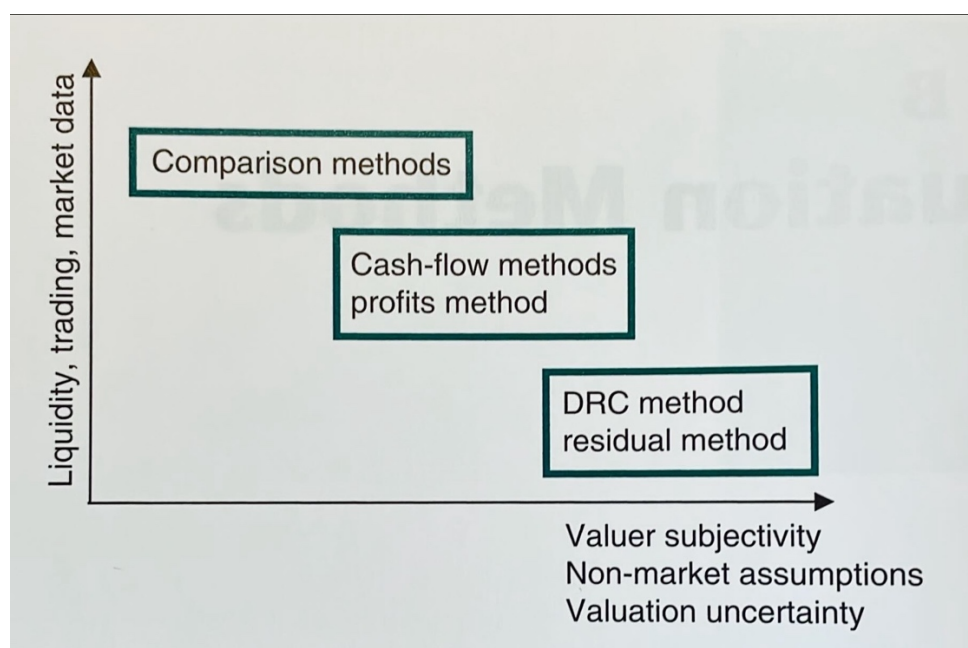 Liquidity, trading, market data
Comparison methods
Cash-flow methods
profits method
DRC method
residual method
Valuer subjectivity
Non-market assumptions
Valuation uncertainty